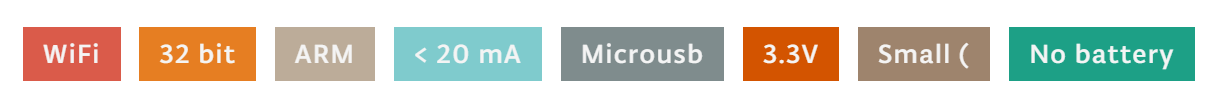 WiFi 32 bit ARM < 20 mA Microusb 3.3V Small ( No battery